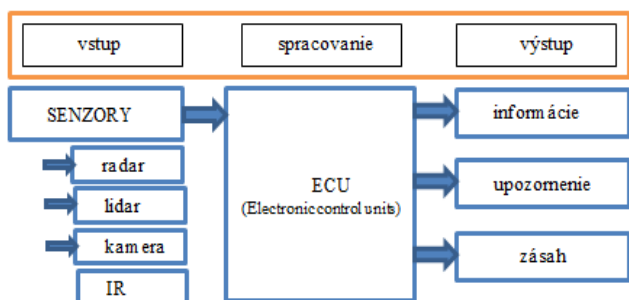 vstup
spracovanie
výstup
SENZORY
radar
lidar
kamera
IR
ECU
(Electronic control units)
informácie
upozornenie
zásah